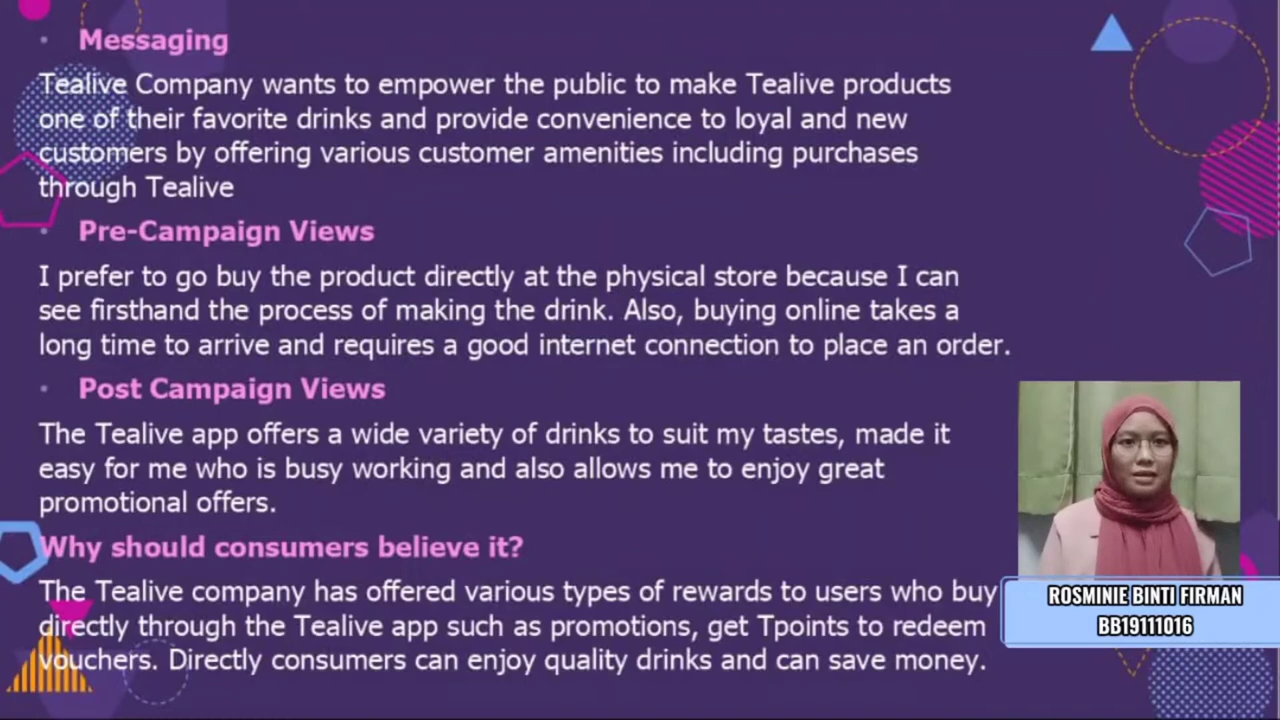 • Messaging
Tealive Company wants to empower the public to make Tealive products
one of their favorite drinks and provide convenience to loyal and new
customers by offering various customer amenities including purchases
through Tealive
• Pre-Campaign Views
I prefer to go buy the product directly at the physical store because I can
see firsthand the process of making the drink. Also, buying online takes a
long time to arrive and requires a good internet connection to place an order.
• Post Campaign Views
The Tealive app offers a wide variety of drinks to suit my tastes, made it
easy for me who is busy working and also allows me to enjoy great
promotional offers.
Why should consumers believe it?
The Tealive company has offered various types of rewards to users who buy
directly through the Tealive app such as promotions, get Tpoints to redeem
vouchers. Directly consumers can enjoy quality drinks and can save money.
ROSMINIE BINTI FIRMAN
BB19111016